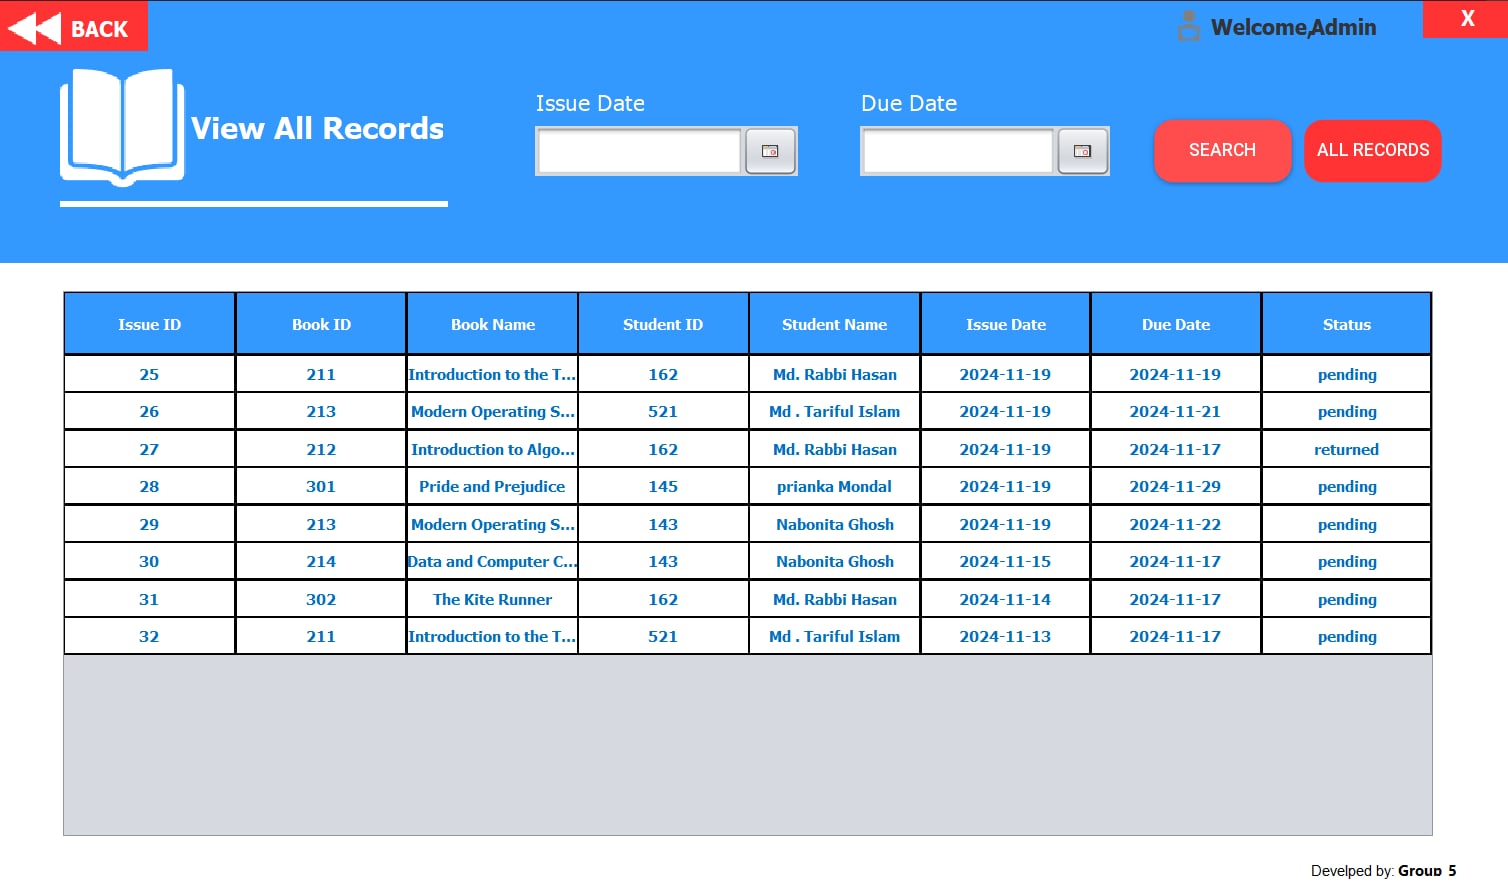 BACK
Welcome,Admin
X
View All Records
Issue Date
Due Date
SEARCH
ALL RECORDS
Issue ID Book ID Book Name Student ID Student Name Issue Date Due Date Status
25 211 Introduction to the T... 162 Md. Rabbi Hasan 2024-11-19 2024-11-19 pending
26 213 Modern Operating S... 521 Md . Tariful Islam 2024-11-19 2024-11-21 pending
27 212 Introduction to Algo... 162 Md. Rabbi Hasan 2024-11-19 2024-11-17 returned
28 301 Pride and Prejudice 145 prianka Mondal 2024-11-19 2024-11-29 pending
29 213 Modern Operating S... 143 Nabonita Ghosh 2024-11-19 2024-11-22 pending
30 214 Data and Computer C... 143 Nabonita Ghosh 2024-11-15 2024-11-17 pending
31 302 The Kite Runner 162 Md. Rabbi Hasan 2024-11-14 2024-11-17 pending
32 211 Introduction to the T... 521 Md . Tariful Islam 2024-11-13 2024-11-17 pending
Develped by: Group_5